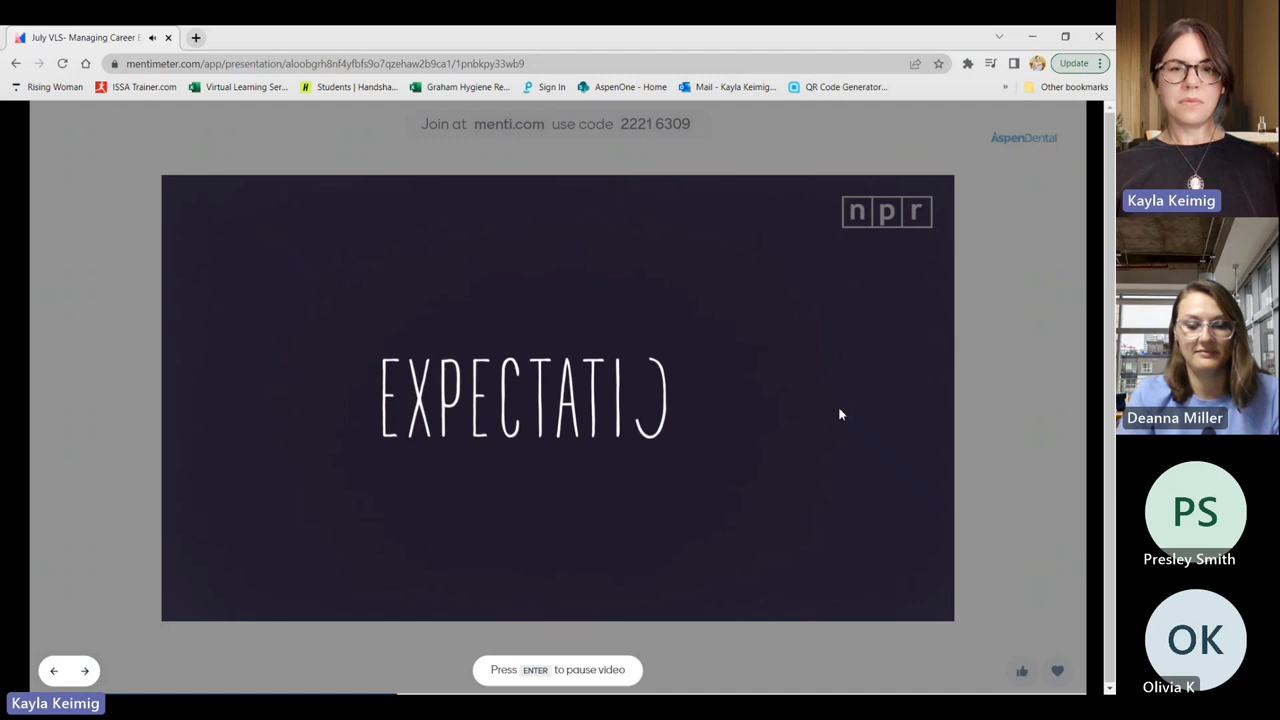 July VLS- Managing Career E
mentimeter.com/app/presentation/aloobgrh8nf4yfbfs9o7qzehaw2b9ca1/1pnbkpy33wb9
Update
Rising Woman
ISSA Trainer.com
Virtual Learning Ser...
Students | Handsha...
Graham Hygiene Re...
Sign In
AspenOne - Home
Mail - Kayla Keimig...
QR Code Generator...
»
Other bookmarks
Join at menti.com use code 2221 6309
AspenDental
npr
EXPECTATI
Press ENTER to pause video
Kayla Keimig
Kayla Keimig
Deanna Miller
PS
Presley Smith
OK
Olivia K